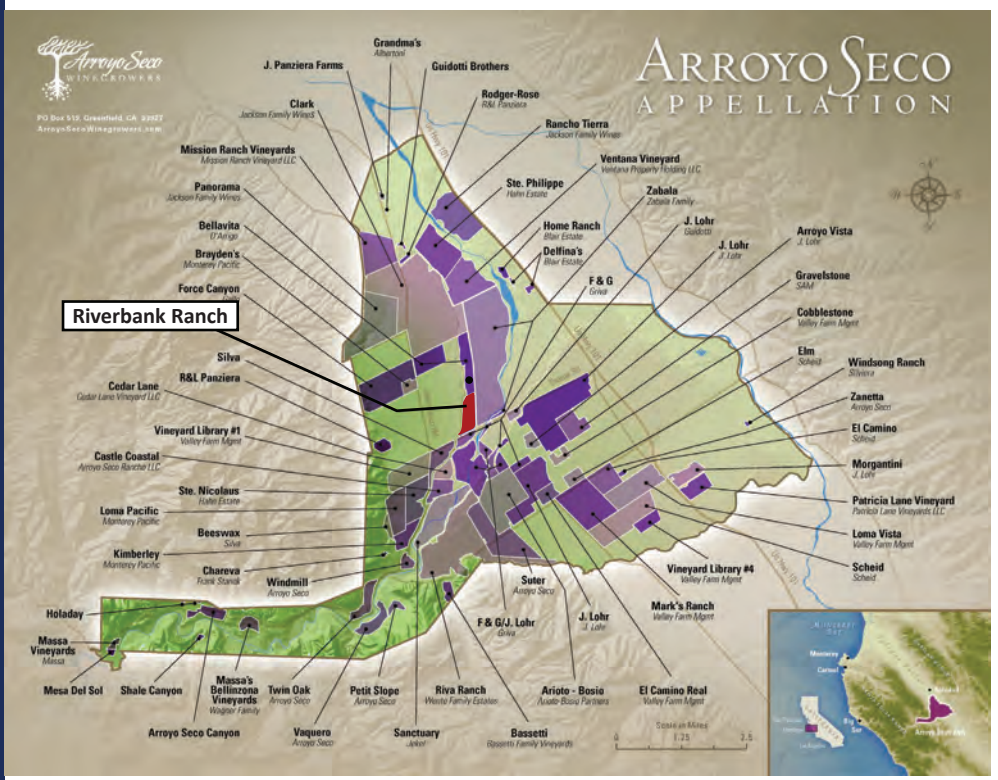 Arroyo Seco
WINEGROWERS
PO Box 513, Greenfield, CA 93927
ArroyoSecoWinegrowers.com
ARROYO SECO
APPELLATION
Grandma's
Albertoni
J. Panziera Farms
Guidotti Brothers
Clark
Jackson Family Wines
Rodger-Rose
R&L Panziera
Rancho Tierra
Jackson Family Wines
Mission Ranch Vineyards
Mission Ranch Vineyard LLC
Ventana Vineyard
Ventana Property Holding LLC
Panorama
Jackson Family Wines
Ste. Philippe
Hahn Estate
Zabala
Zabala Family
Bellavita
D'Arrigo
Home Ranch
Blair Estate
J. Lohr
Guidotti
Arroyo Vista
J. Lohr
Brayden's
Monterey Pacific
Delfina's
Blair Estate
J. Lohr
J. Lohr
Force Canyon
F & G
Griva
Gravelstone
SAM
Riverbank Ranch
Cobblestone
Valley Farm Mgmt
Silva
Elm
Scheid
Windsong Ranch
Silviera
R&L Panziera
Cedar Lane
Cedar Lane Vineyard LLC
Zanetta
Arroyo Seco
Vineyard Library #1
Valley Farm Mgmt
El Camino
Scheid
Castle Coastal
Arroyo Seco Rancho LLC
Morgantini
J. Lohr
Ste. Nicolaus
Hahn Estate
Patricia Lane Vineyard
Patricia Lane Vineyards LLC
Loma Pacific
Monterey Pacific
Loma Vista
Valley Farm Mgmt
Beeswax
Silva
Kimberley
Monterey Pacific
Chareva
Frank Stanek
Windmill
Arroyo Seco
Suter
Arroyo Seco
Vineyard Library #4
Valley Farm Mgmt
Scheid
Scheid
Holaday
F & G/J. Lohr
Griva
J. Lohr
J. Lohr
Mark's Ranch
Valley Farm Mgmt
Massa
Vineyards
Massa
Mesa Del Sol
Shale Canyon
Massa's
Bellinzona
Vineyards
Wagner Family
Twin Oak
Arroyo Seco
Petit Slope
Arroyo Seco
Riva Ranch
Wente Family Estates
Arioto - Bosio
Arioto-Bosio Partners
El Camino Real
Valley Farm Mgmt
Arroyo Seco Canyon
Vaquero
Arroyo Seco
Sanctuary
Jekel
Bassetti
Bassetti Family Vineyards
Scale in Miles
0 1.25 2.5
Monterey
Carmel
Big
Sur